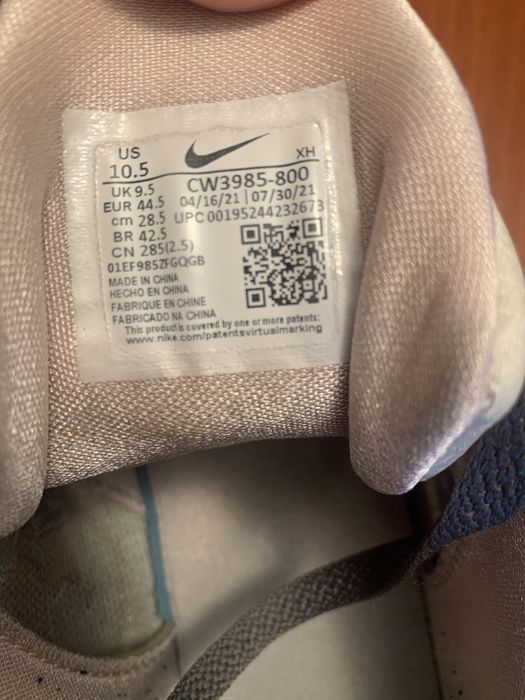 US
10.5
XH
UK 9.5
CW3985-800
EUR 44.5
04/16/21 | 07/30/21
cm 28.5
UPC 00195244232673
BR 42.5
CN 285(2.5)
01EF985ZFGQGB
MADE IN CHINA
HECHO EN CHINA
FABRIQUE EN CHINE
FABRICADO NA CHINA
This product is covered by one or more patents:
www.nike.com/patentsvirtualmarking